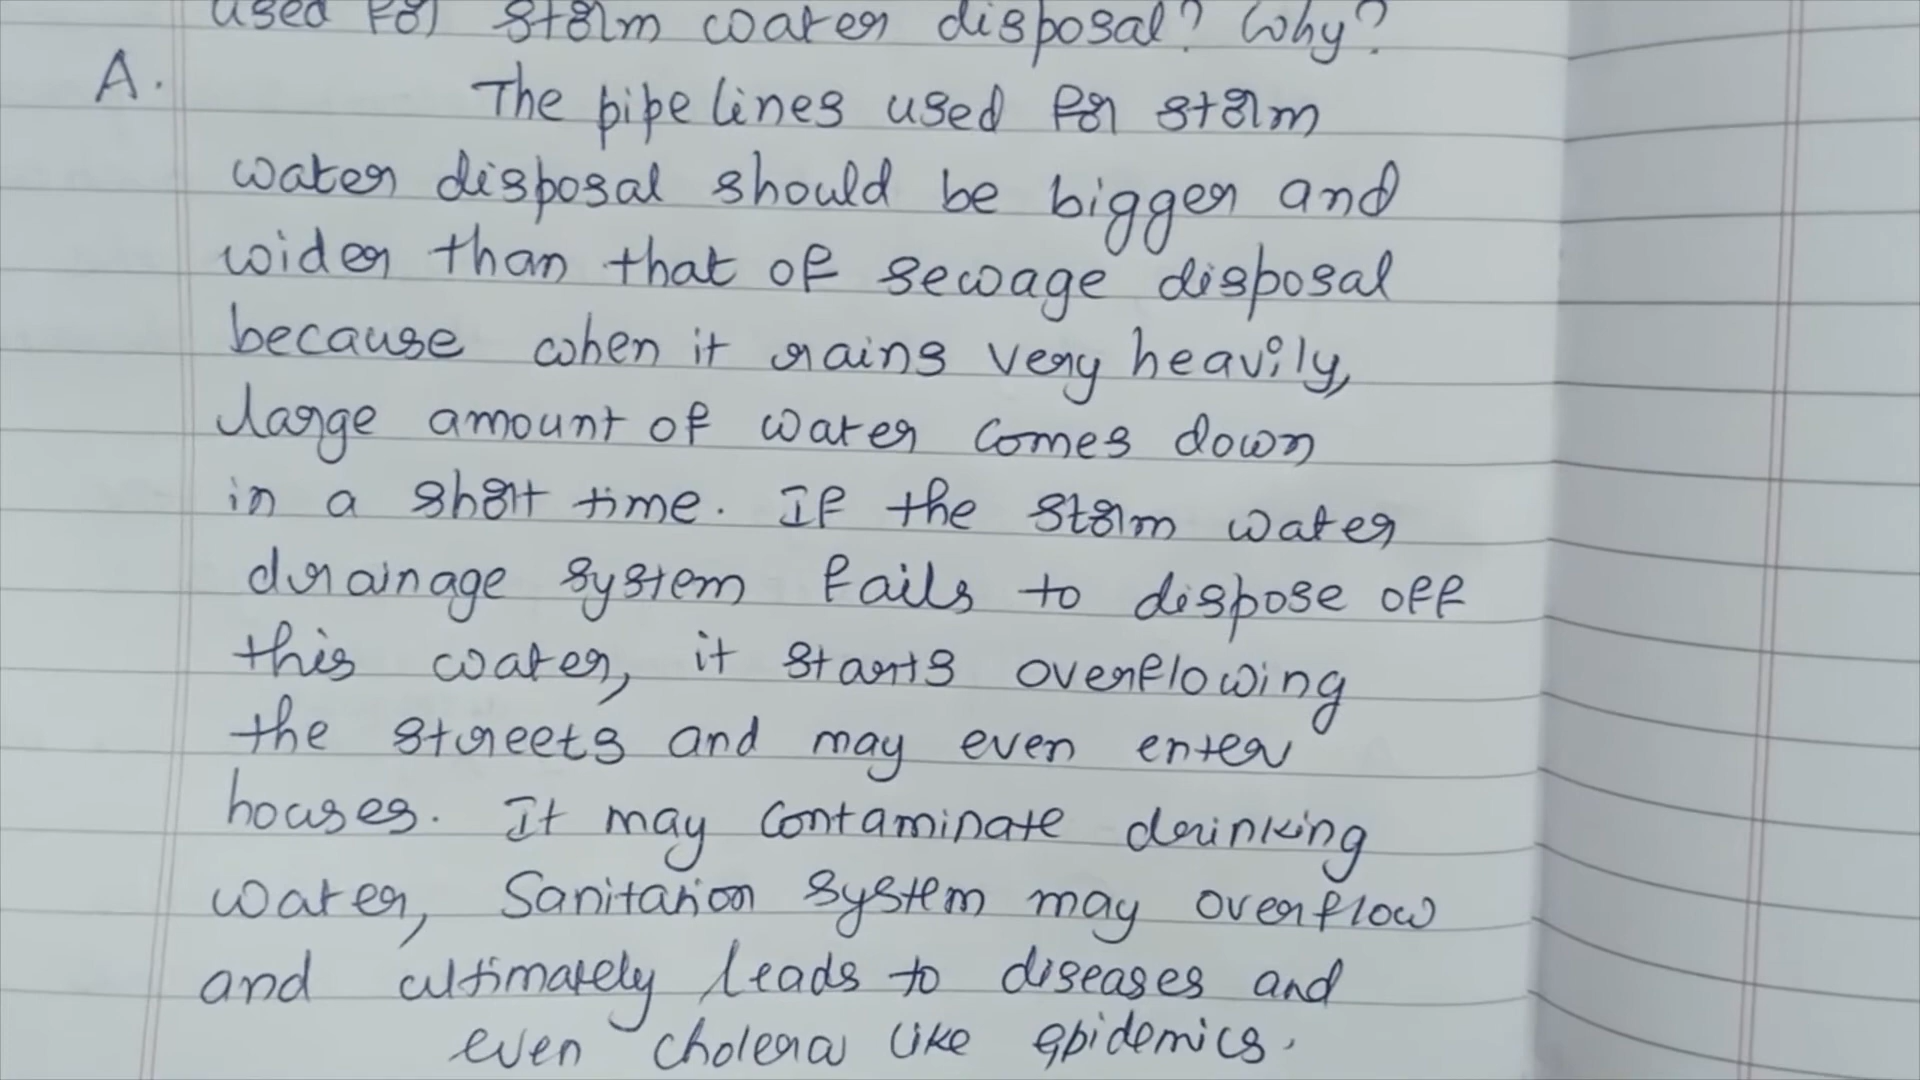 used for storm water disposal? Why?
A.
The pipe lines used for storm
water disposal should be bigger and
wider than that of sewage disposal
because when it rains very heavily,
large amount of water comes down
in a short time. If the storm water
drainage system fails to dispose off
this water, it starts overflowing
the streets and may even enter
houses. It may contaminate drinking
water, Sanitation system may overflow
and ultimately leads to diseases and
even cholera like epidemics.